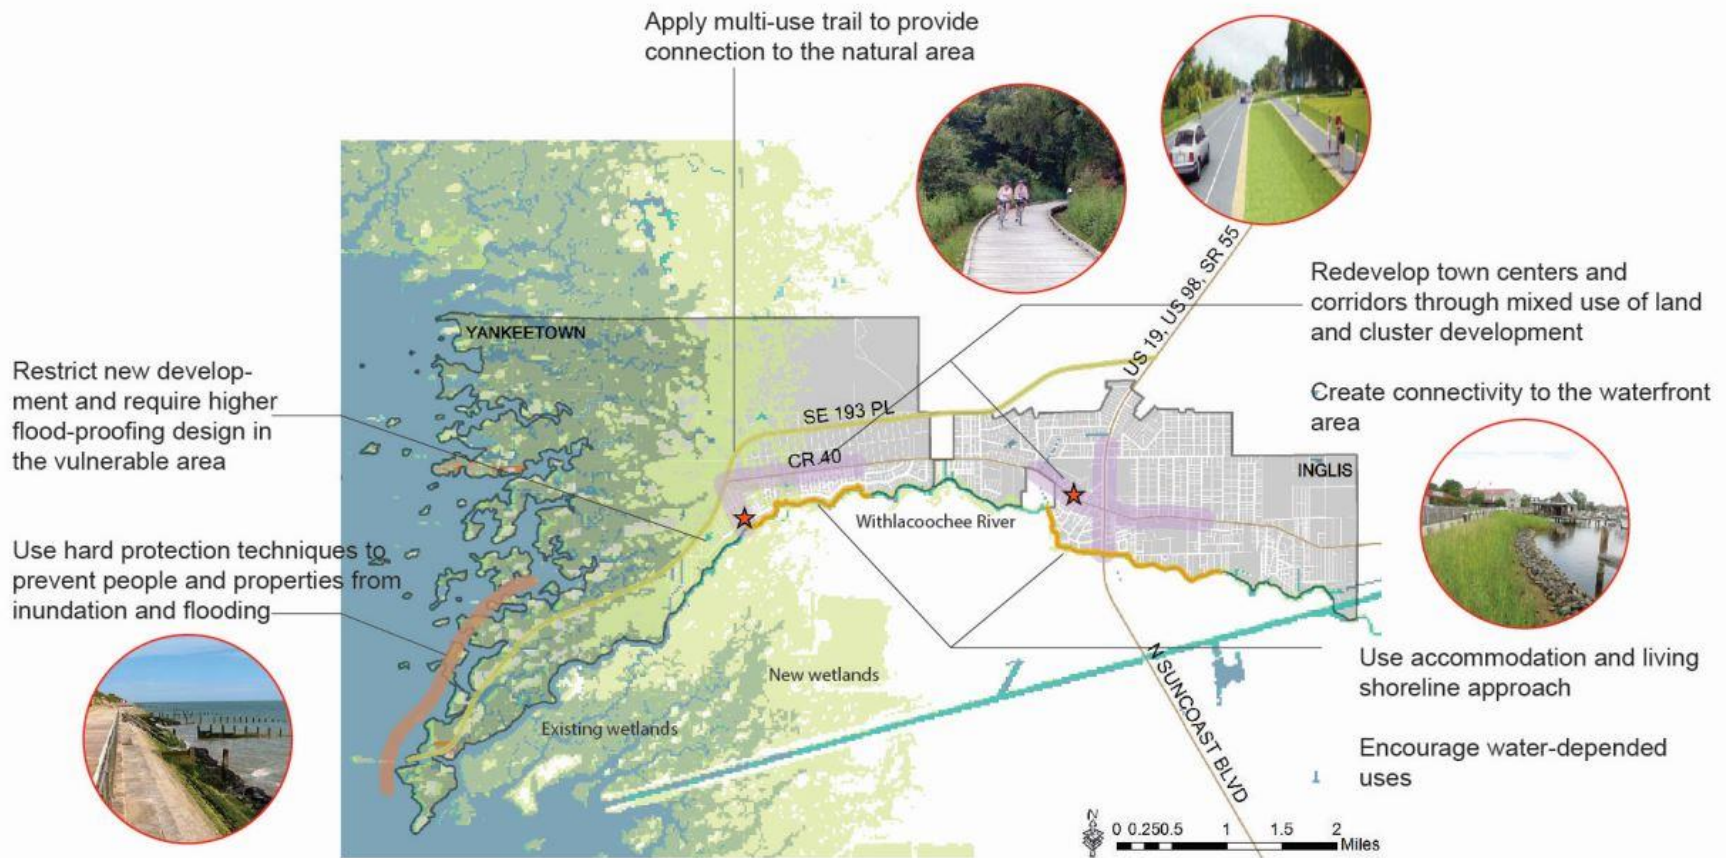 Apply multi-use trail to provide
connection to the natural area
US 19, US 98, SR 55
Redevelop town centers and
corridors through mixed use of land
and cluster development
YANKEETOWN
Restrict new develop-
ment and require higher
flood-proofing design in
the vulnerable area
Create connectivity to the waterfront
area
SE 193 PL
CR 40
INGLIS
Withlacoochee River
Use hard protection techniques to
prevent people and properties from
inundation and flooding
New wetlands
Existing wetlands
N SUNCOAST BLVD
Use accommodation and living
shoreline approach
Encourage water-depended
uses
N
0 0.250.5 1 1.5 2
Miles